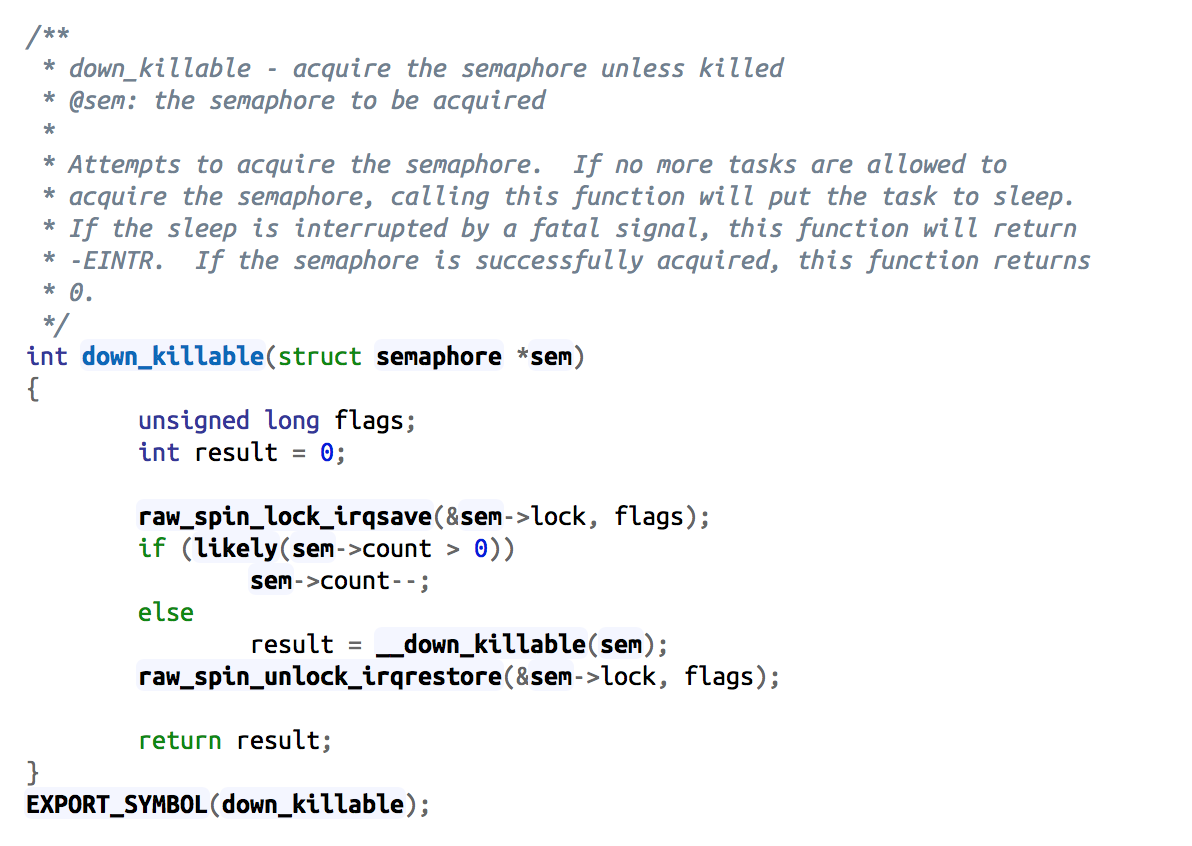 /**
 * down_killable - acquire the semaphore unless killed
 * @sem: the semaphore to be acquired
 *
 * Attempts to acquire the semaphore.  If no more tasks are allowed to
 * acquire the semaphore, calling this function will put the task to sleep.
 * If the sleep is interrupted by a fatal signal, this function will return
 * -EINTR.  If the semaphore is successfully acquired, this function returns
 * 0.
 */
int down_killable(struct semaphore *sem)
{
        unsigned long flags;
        int result = 0;

        raw_spin_lock_irqsave(&sem->lock, flags);
        if (likely(sem->count > 0))
                sem->count--;
        else
                result = __down_killable(sem);
        raw_spin_unlock_irqrestore(&sem->lock, flags);

        return result;
}
EXPORT_SYMBOL(down_killable);